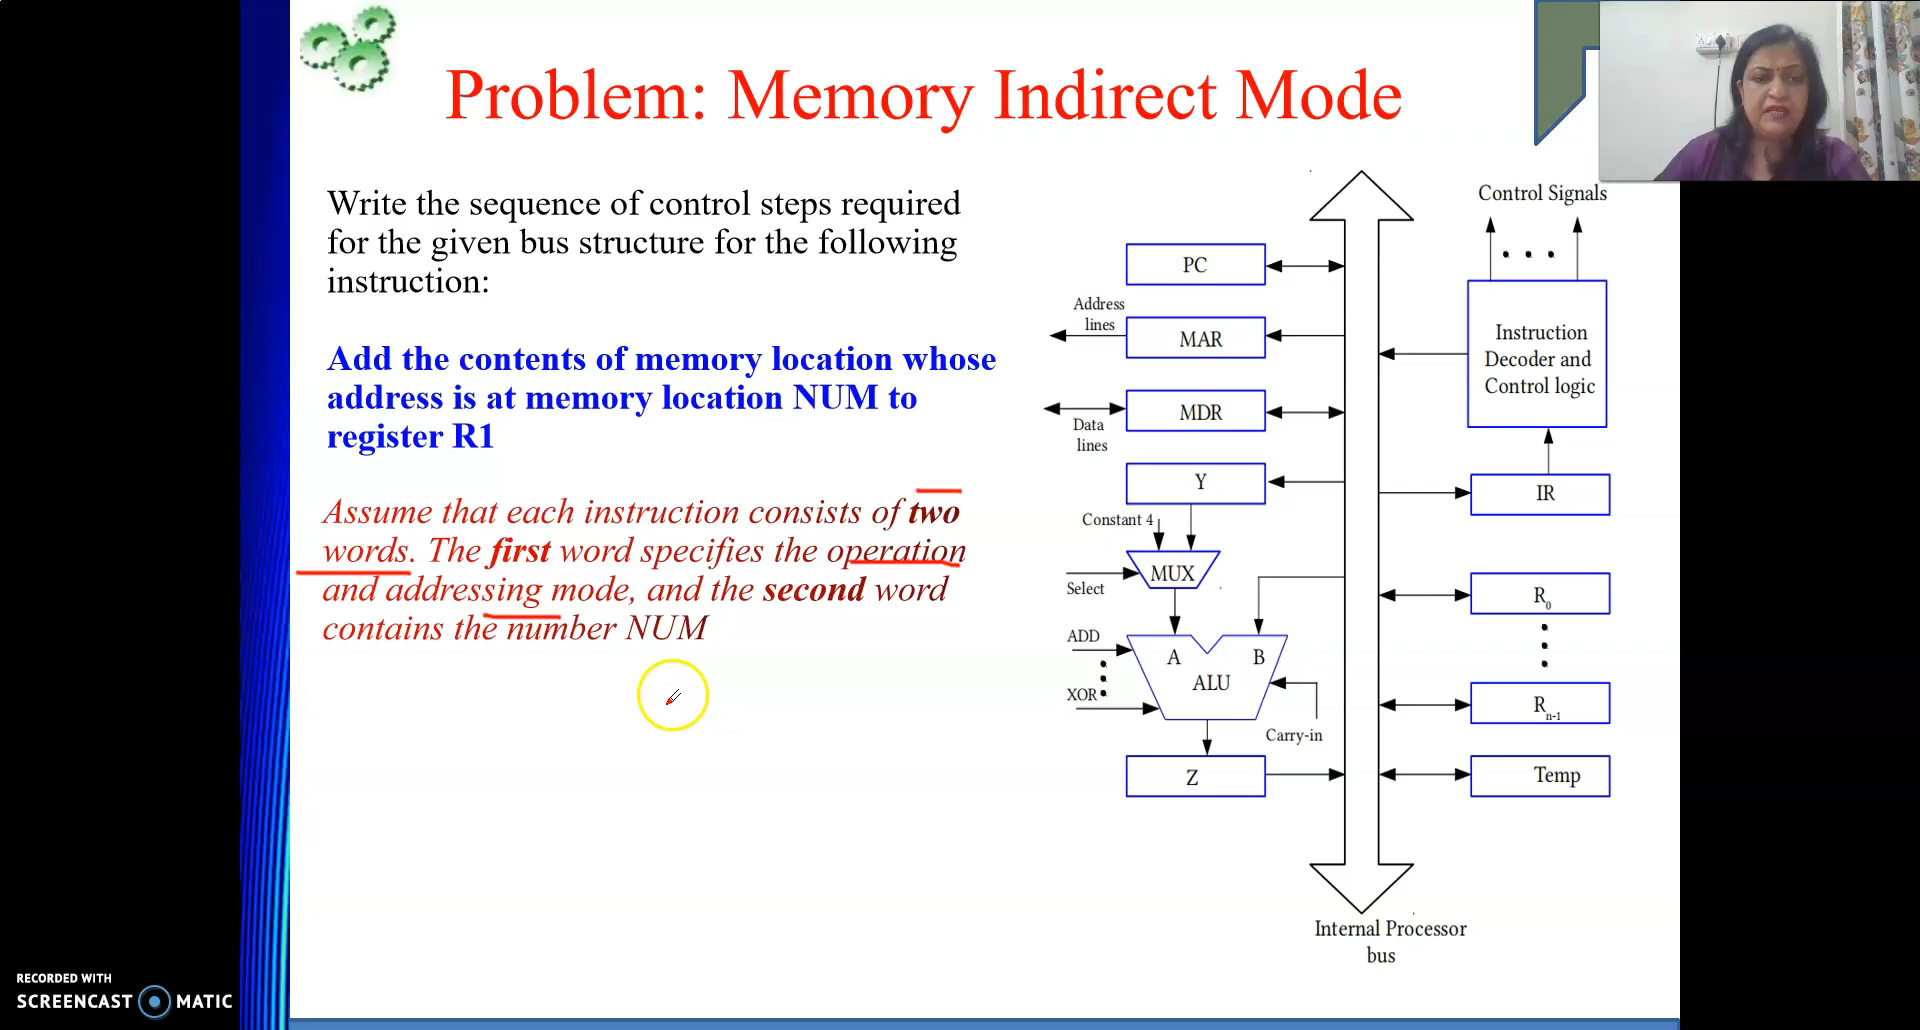 Problem: Memory Indirect Mode
Write the sequence of control steps required
for the given bus structure for the following
instruction:
Add the contents of memory location whose
address is at memory location NUM to
register R1
Assume that each instruction consists of two
words. The first word specifies the operation
and addressing mode, and the second word
contains the number NUM
Control Signals
PC
Address
lines
MAR
Instruction
Decoder and
Control logic
MDR
Data
lines
Y
IR
Constant 4
MUX
Select
R0
ADD
A
B
ALU
XOR
Rn-1
Carry-in
Z
Temp
Internal Processor
bus
RECORDED WITH
SCREENCAST MATIC